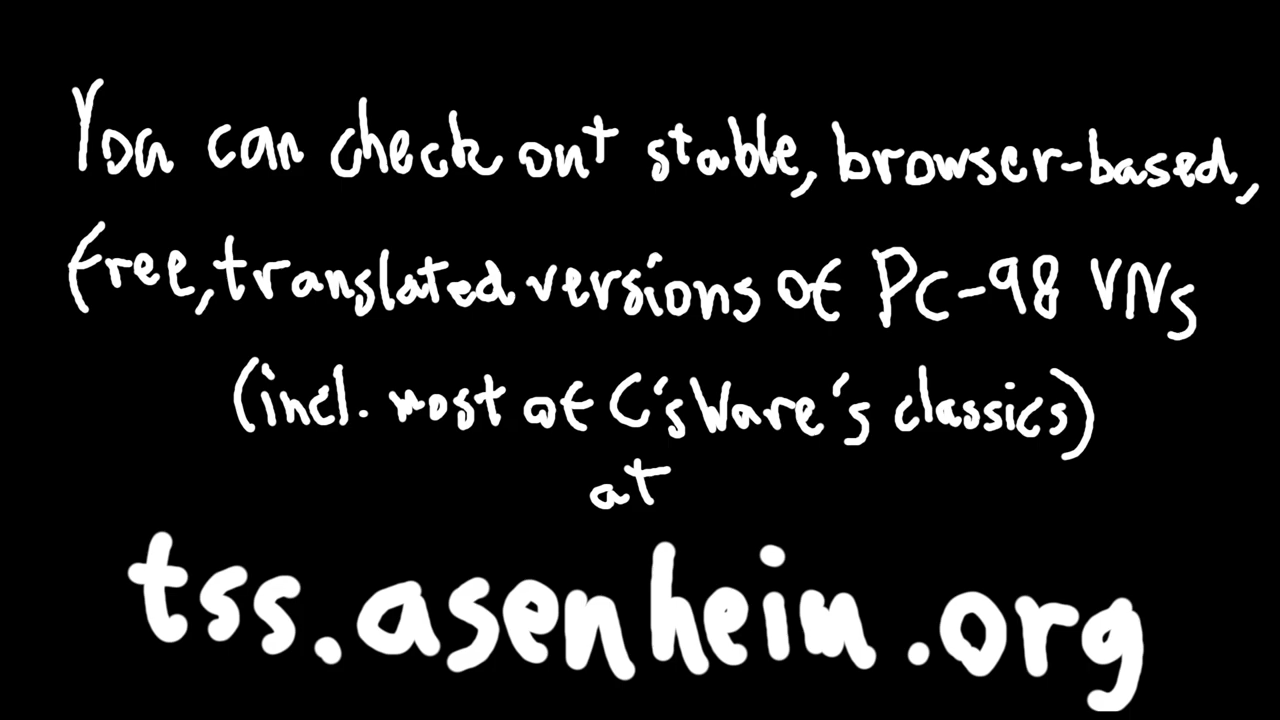 You can check out stable, browser-based,
free, translated versions of PC-98 VNs
(incl. most of C's Ware's classics)
at
tss.asenheim.org